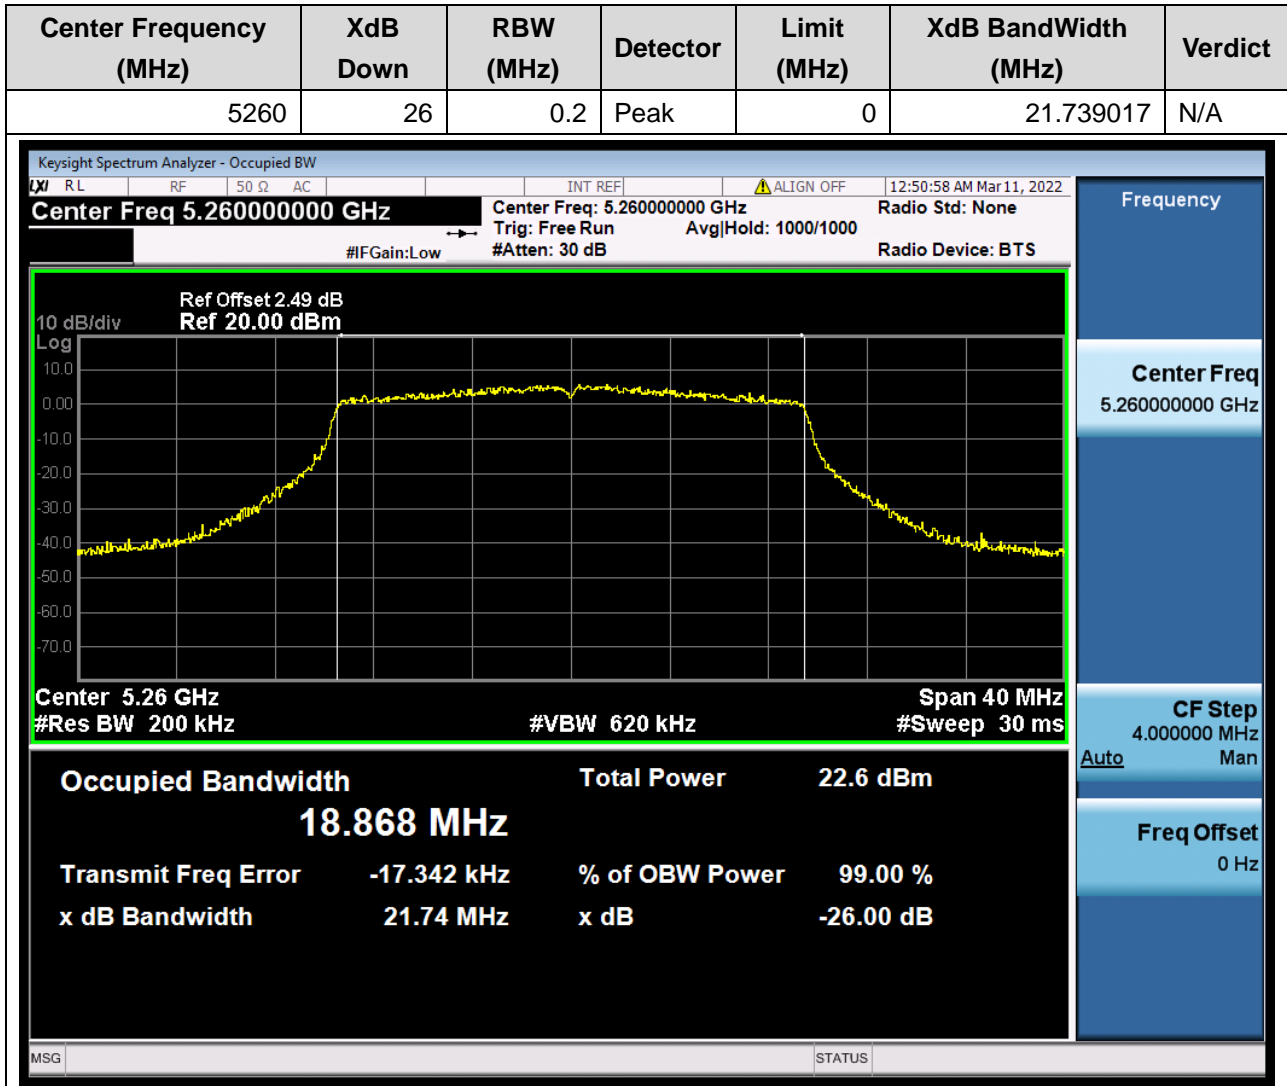 Center Frequency (MHz) XdB Down RBW (MHz) Detector Limit (MHz) XdB BandWidth (MHz) Verdict
5260 26 0.2 Peak 0 21.739017 N/A
Keysight Spectrum Analyzer - Occupied BW
LXI RL RF 50 Ω AC INT REF ALIGN OFF 12:50:58 AM Mar 11, 2022
Center Freq 5.260000000 GHz Center Freq: 5.260000000 GHz Radio Std: None
Trig: Free Run Avg|Hold: 1000/1000
#IFGain:Low #Atten: 30 dB Radio Device: BTS
Ref Offset 2.49 dB
10 dB/div Ref 20.00 dBm
Log
10.0
0.00
-10.0
-20.0
-30.0
-40.0
-50.0
-60.0
-70.0
Center 5.26 GHz Span 40 MHz
#Res BW 200 kHz #VBW 620 kHz #Sweep 30 ms
Occupied Bandwidth Total Power 22.6 dBm
18.868 MHz
Transmit Freq Error -17.342 kHz % of OBW Power 99.00 %
x dB Bandwidth 21.74 MHz x dB -26.00 dB
Frequency
Center Freq
5.260000000 GHz
CF Step
4.000000 MHz
Auto Man
Freq Offset
0 Hz
MSG STATUS